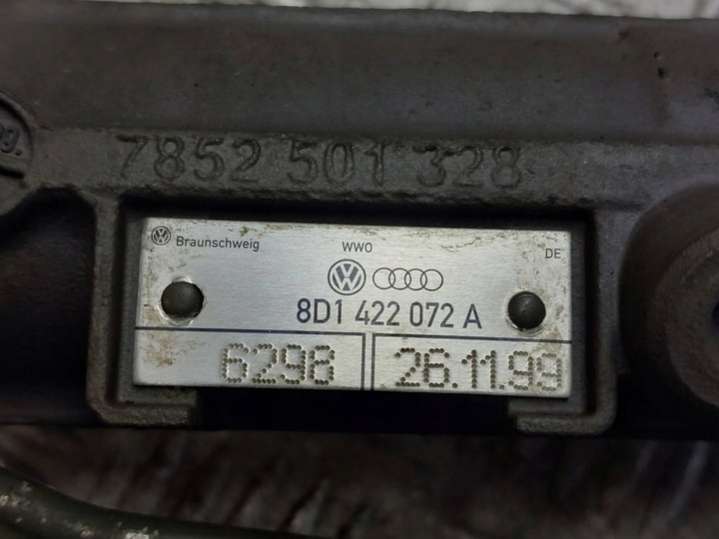 7852 501 328
Braunschweig WWO DE
8D1 422 072 A
6298 26.11.99